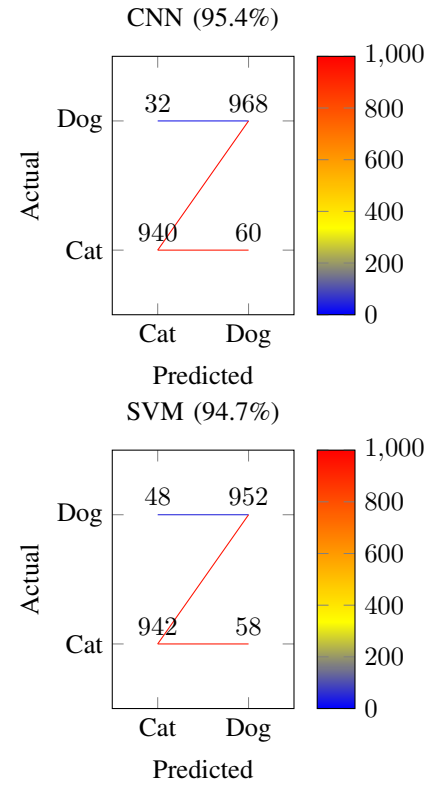 CNN (95.4%)
1,000
32 968
Dog
800
600
Actual
400
940 60
Cat
200
0
Cat Dog
Predicted
SVM (94.7%)
1,000
48 952
Dog
800
600
Actual
400
942 58
Cat
200
0
Cat Dog
Predicted